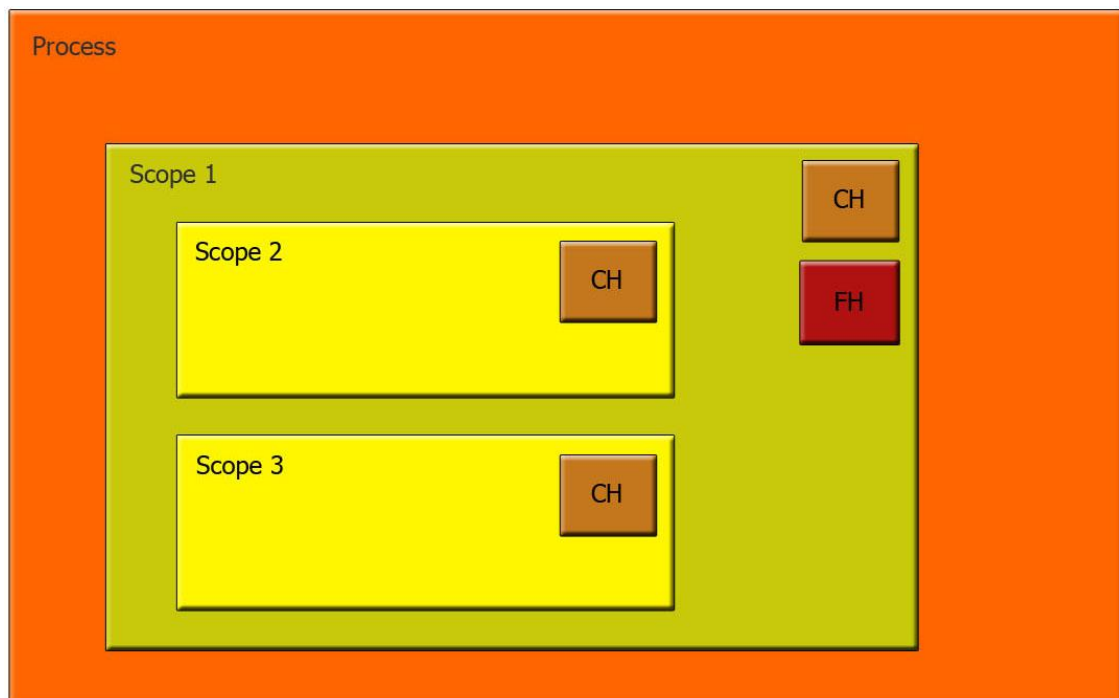 Process
Scope 1
CH
Scope 2
CH
FH
Scope 3
CH